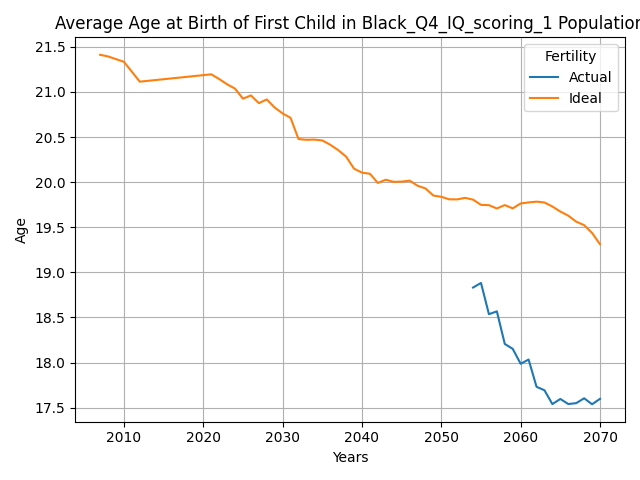 Average Age at Birth of First Child in Black_Q4_IQ_scoring_1 Population
Fertility
Actual
Ideal
Age
21.5
21.0
20.5
20.0
19.5
19.0
18.5
18.0
17.5
2010 2020 2030 2040 2050 2060 2070
Years